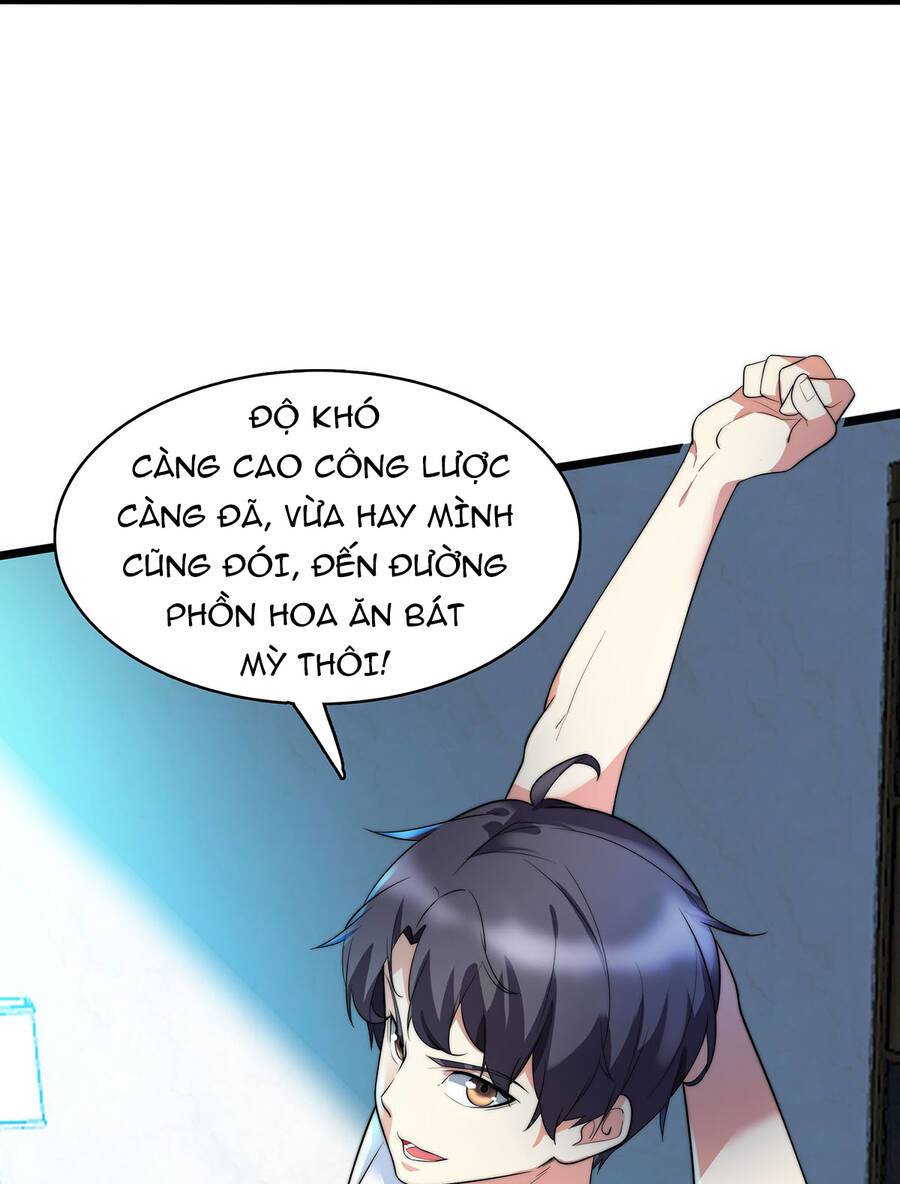 ĐỘ KHÓ
CÀNG CAO CÔNG LƯỢC
CÀNG ĐÃ, VỪA HAY MÌNH
CŨNG ĐÓI, ĐẾN ĐƯỜNG
PHỒN HOA ĂN BÁT
MỲ THÔI!